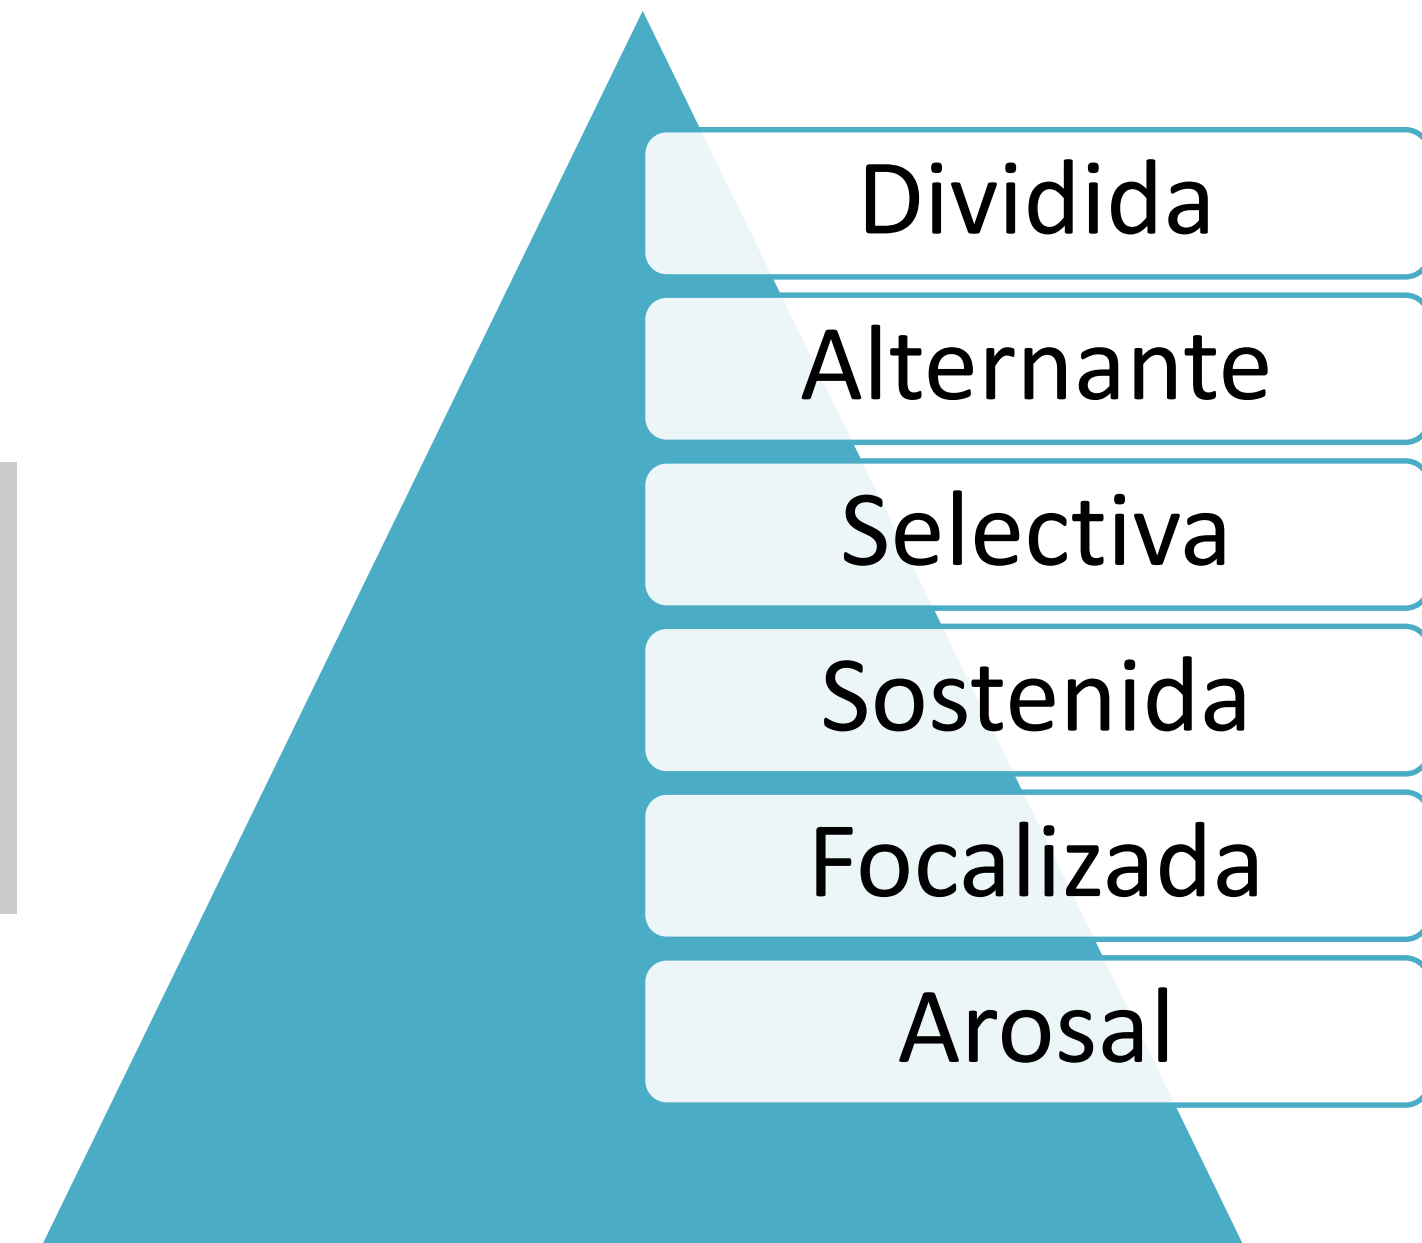 Dividida
Alternante
Selectiva
Sostenida
Focalizada
Arosal